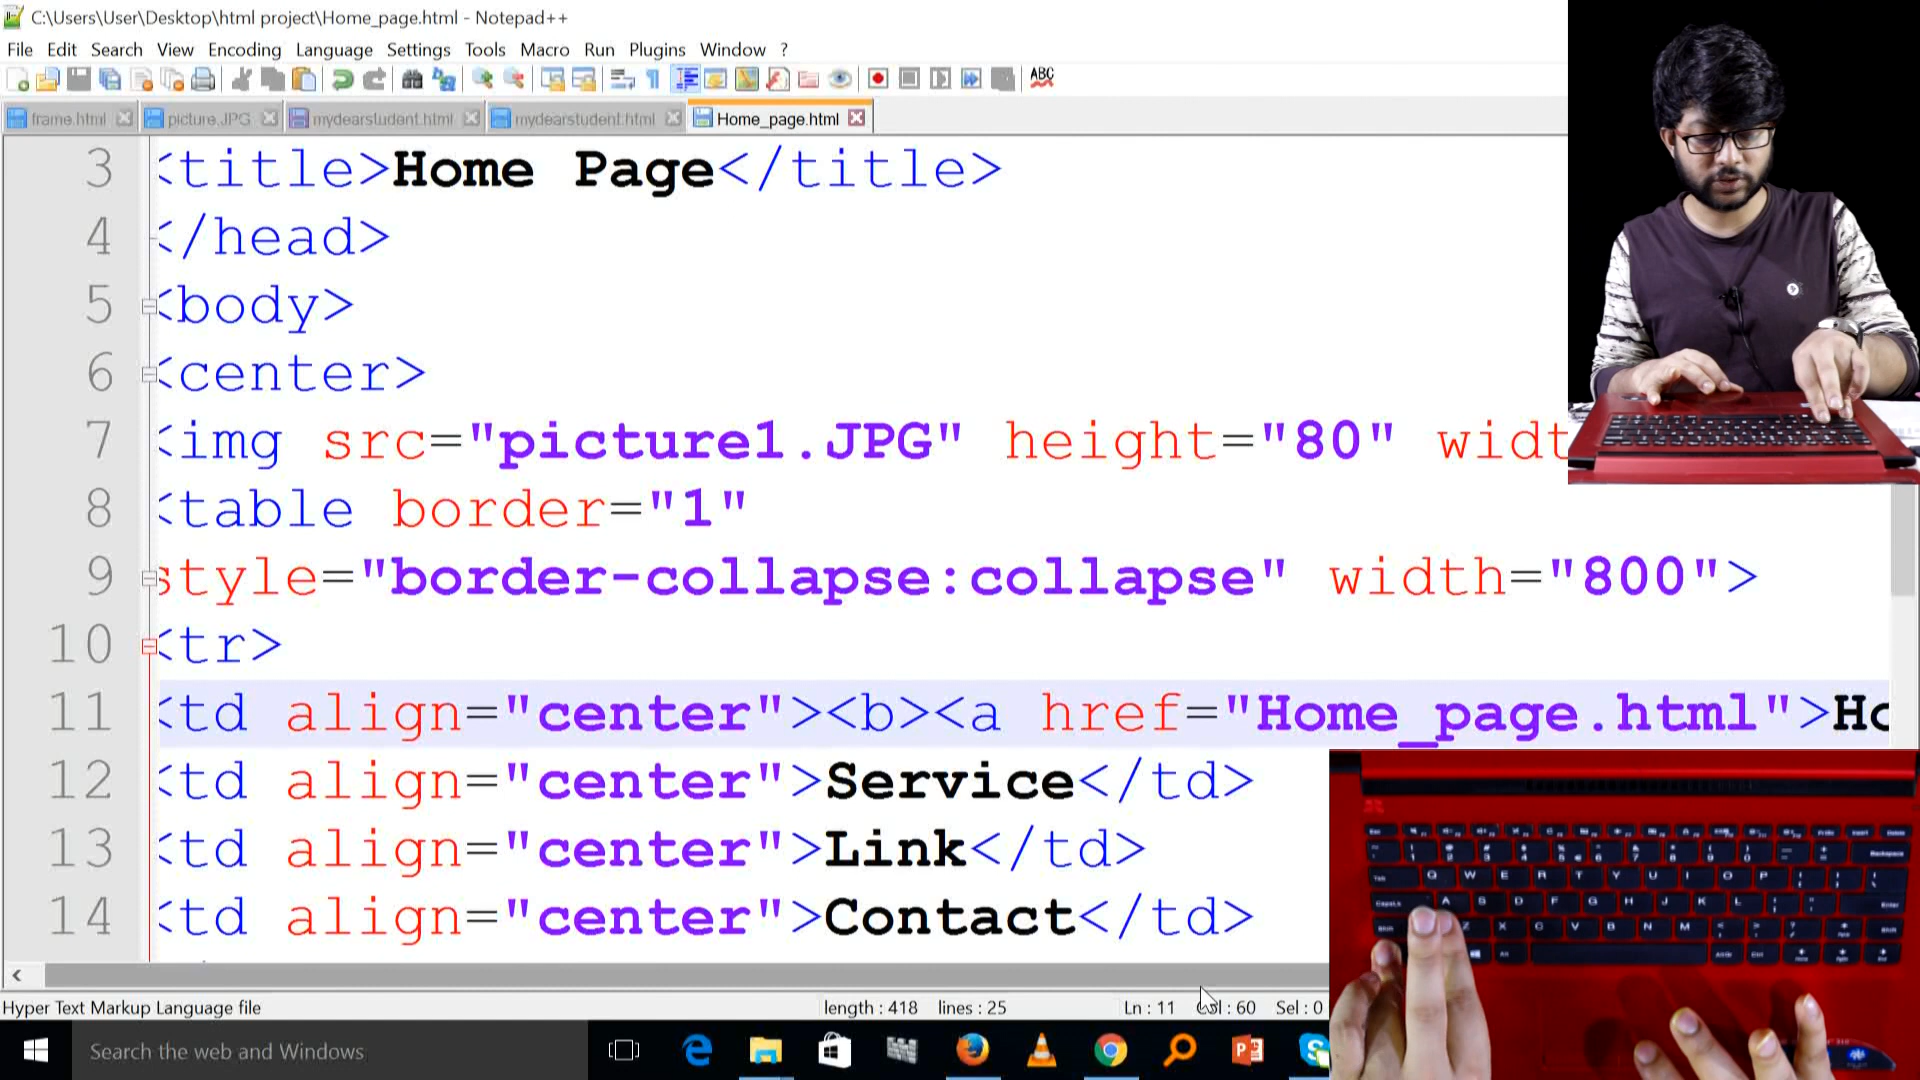 C:\Users\User\Desktop\html project\Home_page.html - Notepad++
File Edit Search View Encoding Language Settings Tools Macro Run Plugins Window ?
ABC
frame.html picture.JPG mydearstudent.html mydearstudent.html Home_page.html
3 <title>Home Page</title>
4 </head>
5 <body>
6 <center>
7 <img src="picture1.JPG" height="80" widt
8 <table border="1"
9 style="border-collapse:collapse" width="800">
10 <tr>
11 <td align="center"><b><a href="Home_page.html">Ho
12 <td align="center">Service</td>
13 <td align="center">Link</td>
14 <td align="center">Contact</td>
Hyper Text Markup Language file length : 418 lines : 25 Ln : 11 Col : 60 Sel : 0
Search the web and Windows
Q W E R T Y U I O P
A S D F G H J K L
Z X C V B N M